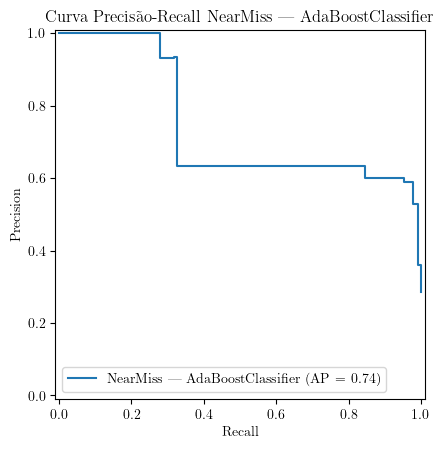 Curva Precisão-Recall NearMiss — AdaBoostClassifier
1.0
0.8
0.6
0.4
0.2
0.0
Precision
NearMiss — AdaBoostClassifier (AP = 0.74)
0.0 0.2 0.4 0.6 0.8 1.0
Recall